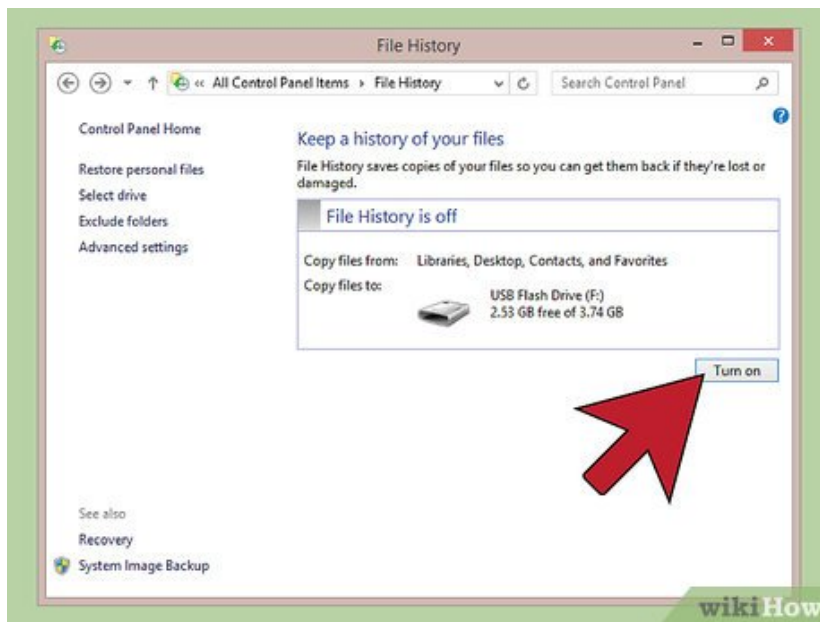 File History
« All Control Panel Items › File History
Search Control Panel
Control Panel Home
Restore personal files
Select drive
Exclude folders
Advanced settings
Keep a history of your files
File History saves copies of your files so you can get them back if they're lost or
damaged.
File History is off
Copy files from: Libraries, Desktop, Contacts, and Favorites
Copy files to:
USB Flash Drive (F:)
2.53 GB free of 3.74 GB
Turn on
See also
Recovery
System Image Backup
wikiHow